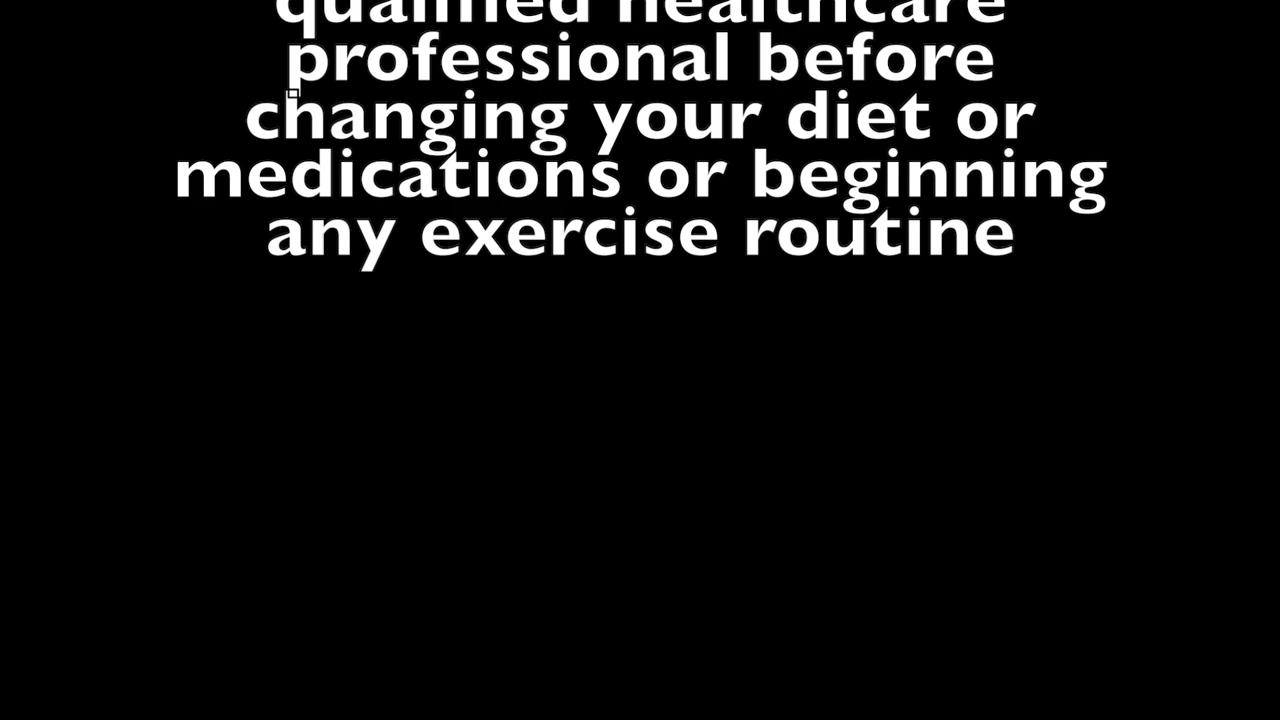 qualified healthcare
professional before
changing your diet or
medications or beginning
any exercise routine